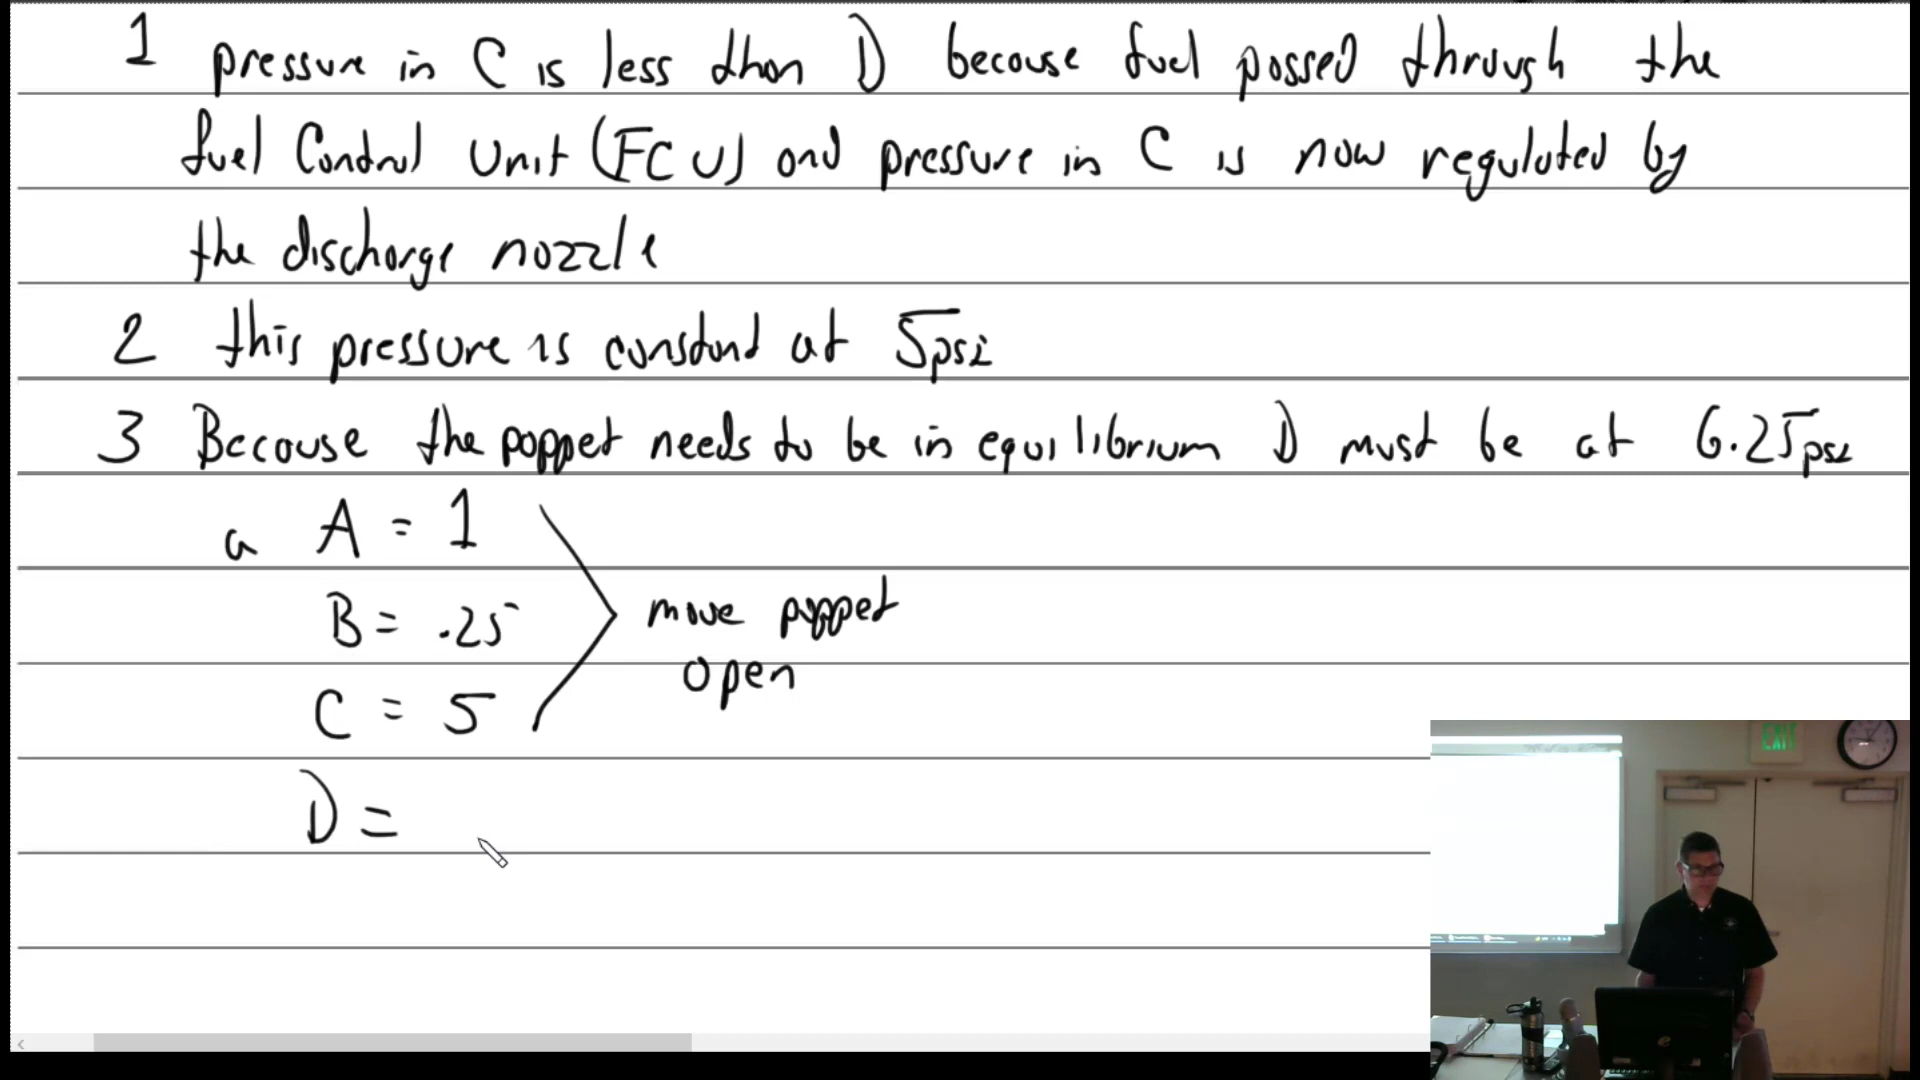 1 pressure in C is less than D because fuel passed through the
fuel Control Unit (FCU) and pressure in C is now regulated by
the discharge nozzle
2 this pressure is constant at 5psi
3 Because the poppet needs to be in equilibrium D must be at 6.25psi
a A = 1
B = .25
C = 5
move poppet
open
D =
EXIT